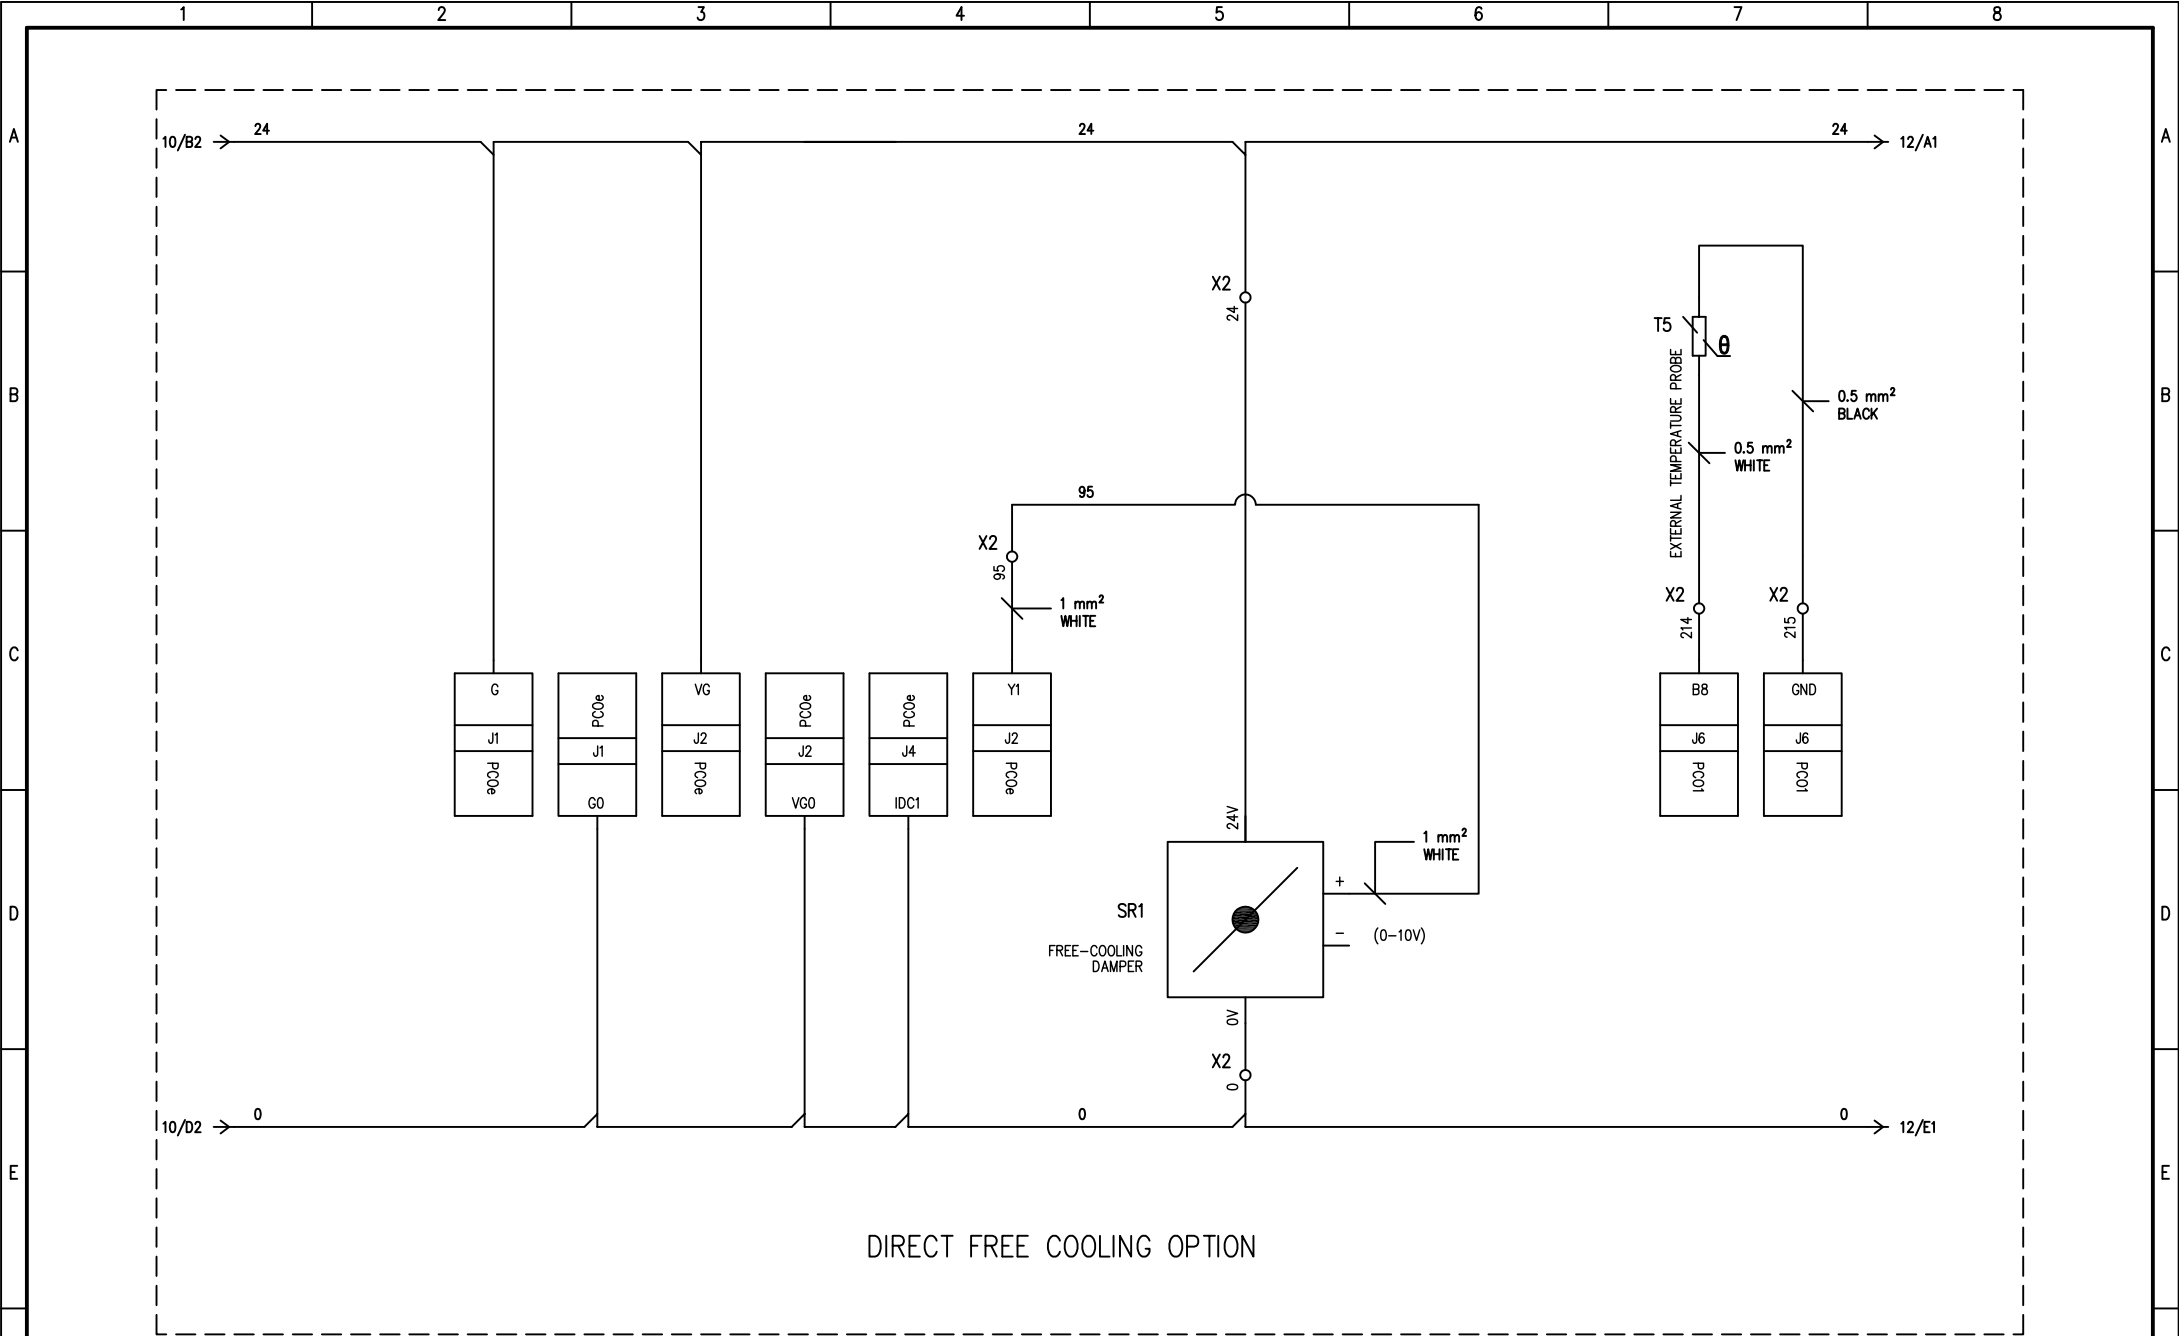 1 2 3 4 5 6 7 8
A A
24 24 24
10/B2 12/A1
X2
24
T5 θ
EXTERNAL TEMPERATURE PROBE
B B
0.5 mm²
BLACK
0.5 mm²
WHITE
95
X2
95
1 mm²
WHITE
X2 X2
214 215
C C
G PCOe VG PCOe PCOe Y1 B8 GND
J1 J1 J2 J2 J4 J2 J6 J6
PCOe G0 PCOe VG0 IDC1 PCOe PCO1 PCO1
24V
1 mm²
WHITE
+
D D
SR1
– (0–10V)
FREE–COOLING
DAMPER
0V
X2
0
0 0 0
10/D2 12/E1
E E
DIRECT FREE COOLING OPTION